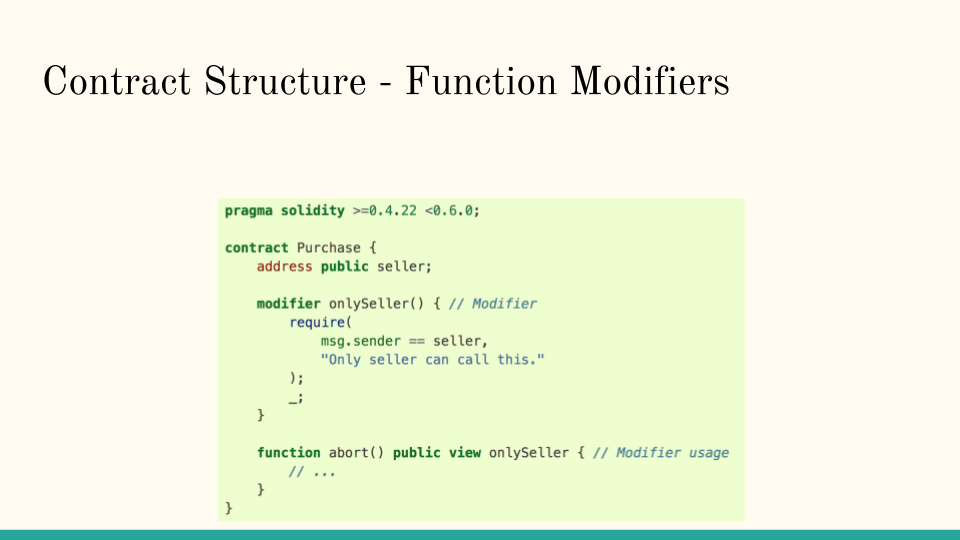 Contract Structure - Function Modifiers
pragma solidity >=0.4.22 <0.6.0;
contract Purchase {
    address public seller;
    modifier onlySeller() { // Modifier
        require(
            msg.sender == seller,
            "Only seller can call this."
        );
        _;
    }
    function abort() public view onlySeller { // Modifier usage
        // ...
    }
}